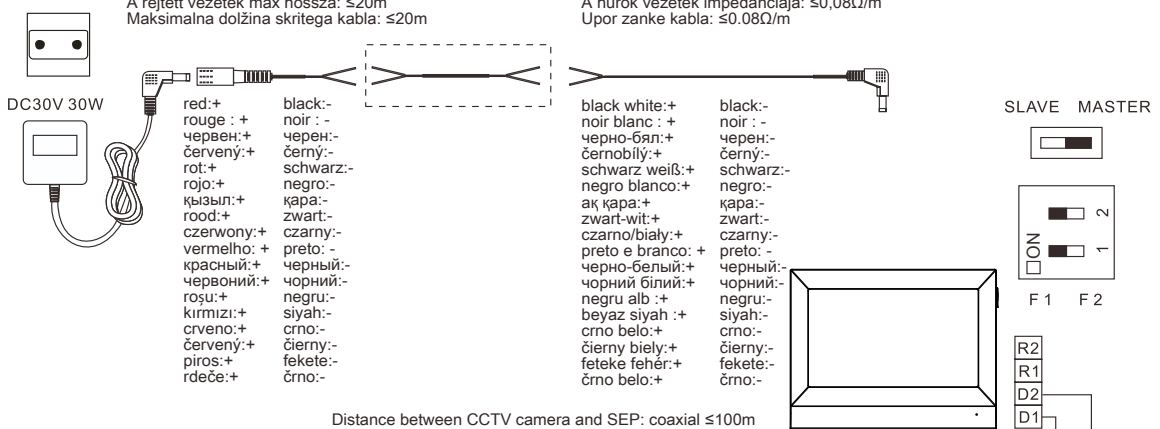 A rejtett vezeték max hossza: ≤20m
Maksimalna dolžina skritega kabla: ≤20m
A hurok vezeték impedanciája: ≤0,08Ω/m
Upor zanke kabla: ≤0.08Ω/m
DC30V 30W
red:+ black:-
rouge : + noir : -
червен:+ черен:-
červený:+ černý:-
rot:+ schwarz:-
rojo:+ negro:-
қызыл:+ қара:-
rood:+ zwart:-
czerwony:+ czarny:-
vermelho: + preto: -
красный:+ черный:-
червоний:+ чорний:-
roșu:+ negru:-
kırmızı:+ siyah:-
crveno:+ crno:-
červený:+ čierny:-
piros:+ fekete:-
rdeče:+ črno:-
black white:+ black:-
noir blanc : + noir : -
черно-бял:+ черен:-
černobílý:+ černý:-
schwarz weiß:+ schwarz:-
negro blanco:+ negro:-
ақ қара:+ қара:-
zwart-wit:+ zwart:-
czarno/biały:+ czarny:-
preto e branco: + preto: -
черно-белый:+ черный:-
чорний білий:+ чорний:-
negru alb :+ negru:-
beyaz siyah :+ siyah:-
crno belo:+ crno:-
čierny biely:+ čierny:-
feteke fehér:+ fekete:-
črno belo:+ črno:-
SLAVE MASTER
2
1
ON
F 1 F 2
R2
R1
D2
D1
Distance between CCTV camera and SEP: coaxial ≤100m